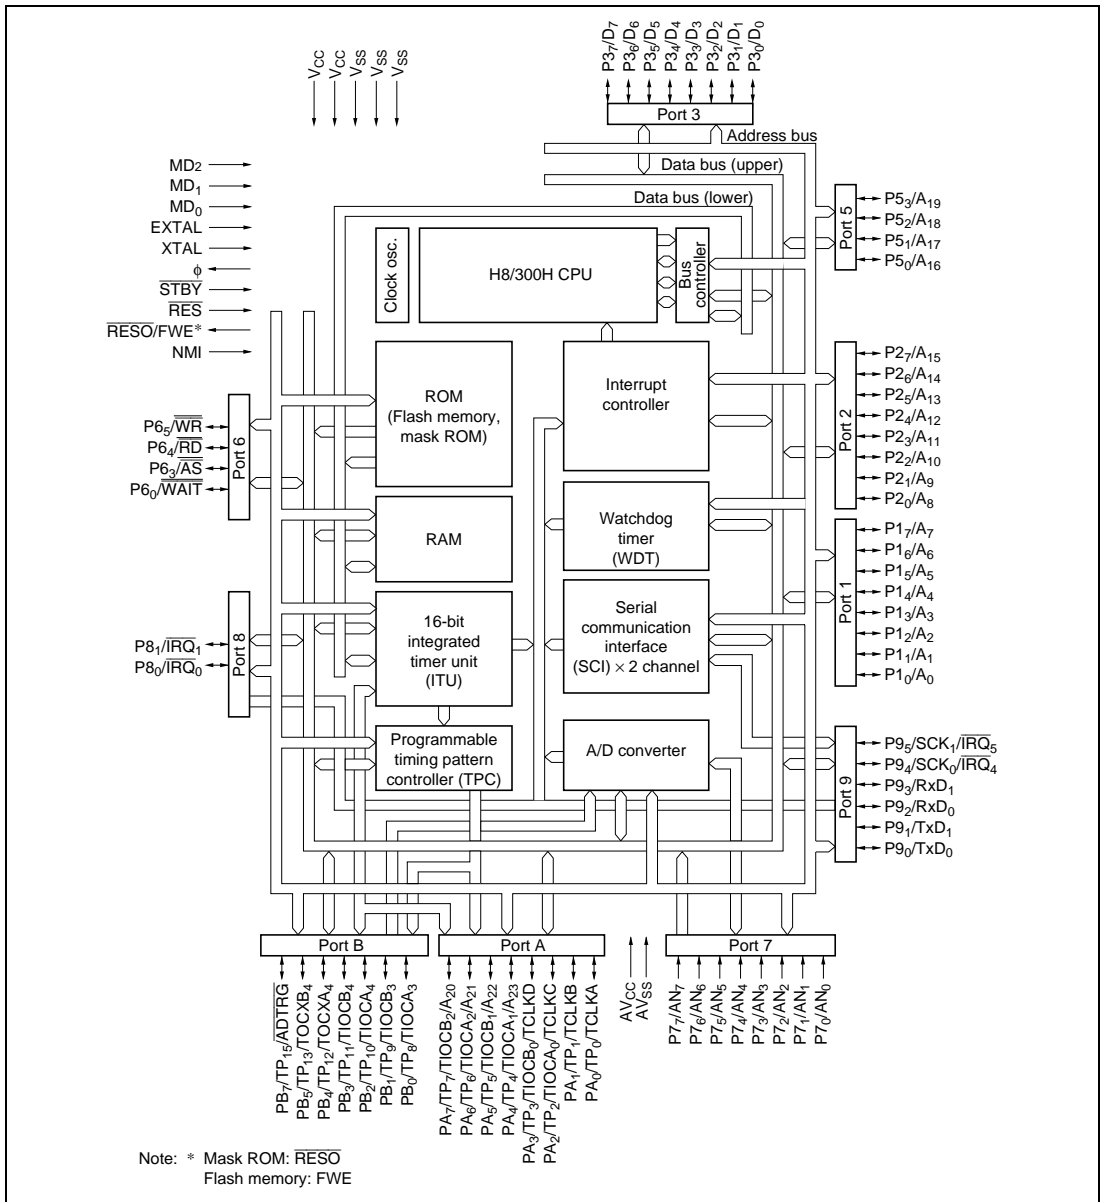 VCC
VCC
VSS
VSS
VSS
P37/D7
P36/D6
P35/D5
P34/D4
P33/D3
P32/D2
P31/D1
P30/D0
Port 3
Address bus
Data bus (upper)
Data bus (lower)
MD2
MD1
MD0
EXTAL
XTAL
ϕ
STBY
RES
RESO/FWE*
NMI
Clock osc.
H8/300H CPU
Bus
controller
Port 5
P53/A19
P52/A18
P51/A17
P50/A16
ROM
(Flash memory,
mask ROM)
Interrupt
controller
Port 2
P27/A15
P26/A14
P25/A13
P24/A12
P23/A11
P22/A10
P21/A9
P20/A8
P65/WR
P64/RD
P63/AS
P60/WAIT
Port 6
RAM
Watchdog
timer
(WDT)
Port 1
P17/A7
P16/A6
P15/A5
P14/A4
P13/A3
P12/A2
P11/A1
P10/A0
P81/IRQ1
P80/IRQ0
Port 8
16-bit
integrated
timer unit
(ITU)
Serial
communication
interface
(SCI) × 2 channel
Programmable
timing pattern
controller (TPC)
A/D converter
Port 9
P95/SCK1/IRQ5
P94/SCK0/IRQ4
P93/RxD1
P92/RxD0
P91/TxD1
P90/TxD0
Port B
Port A
Port 7
PB7/TP15/ADTRG
PB5/TP13/TOCXB4
PB4/TP12/TOCXA4
PB3/TP11/TIOCB4
PB2/TP10/TIOCA4
PB1/TP9/TIOCB3
PB0/TP8/TIOCA3
PA7/TP7/TIOCB2/A20
PA6/TP6/TIOCA2/A21
PA5/TP5/TIOCB1/A22
PA4/TP4/TIOCA1/A23
PA3/TP3/TIOCB0/TCLKD
PA2/TP2/TIOCA0/TCLKC
PA1/TP1/TCLKB
PA0/TP0/TCLKA
AVCC
AVSS
P77/AN7
P76/AN6
P75/AN5
P74/AN4
P73/AN3
P72/AN2
P71/AN1
P70/AN0
Note: * Mask ROM: RESO
Flash memory: FWE